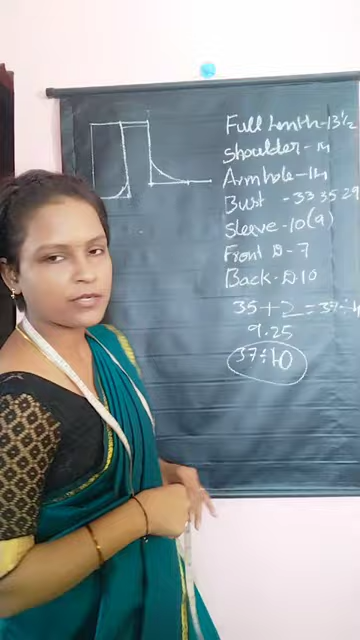 Full Lenth-13½
Shoulder - 14
Armhole-14
Bust -33 35 29
Sleeve -10(9)
Front D - 7
Back-D.10
35+2=37÷4
9.25
37÷10